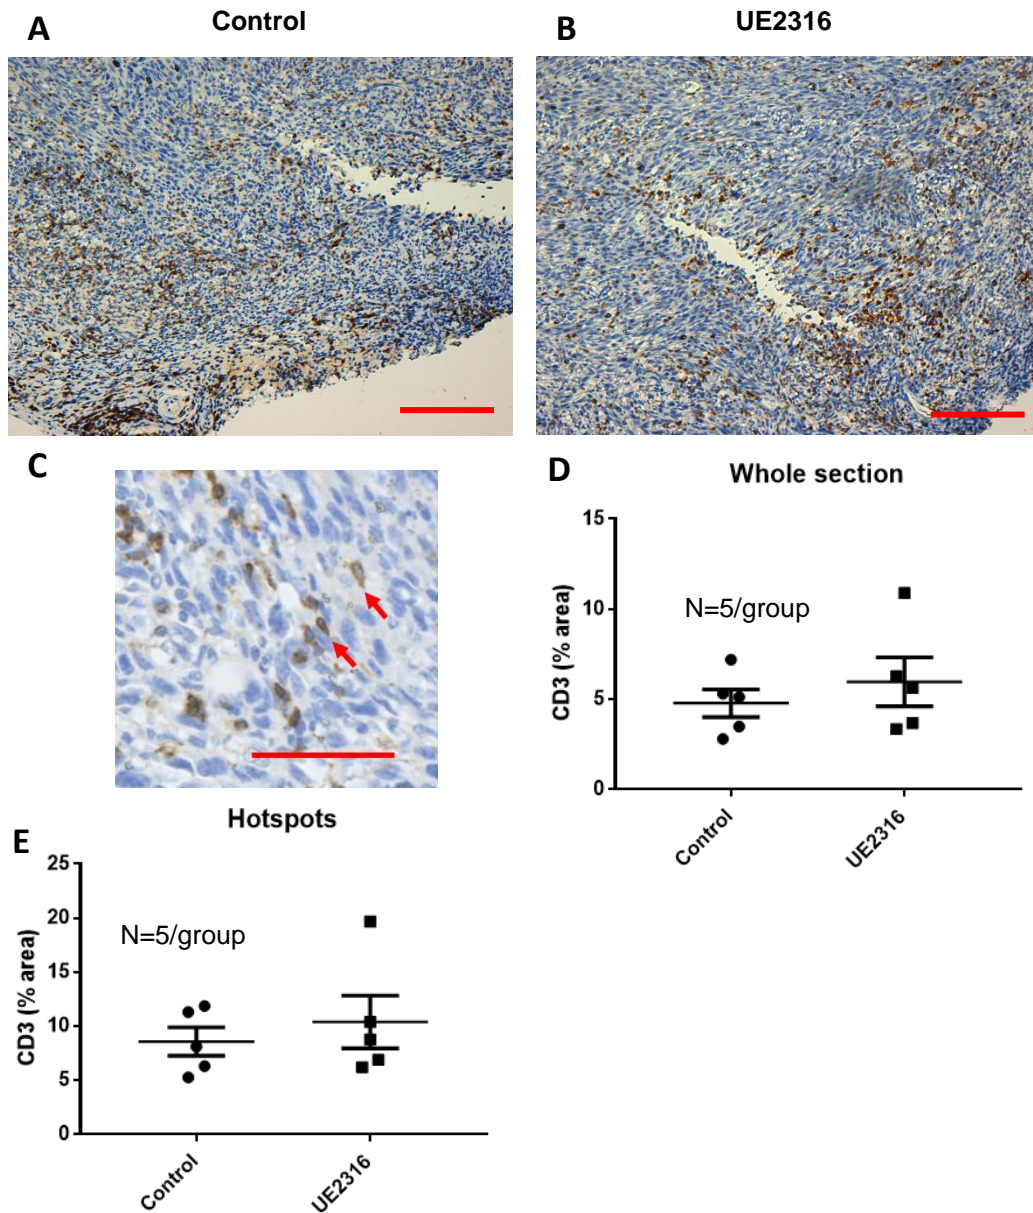 A
Control
B
UE2316
C
D
Whole section
15
10
5
0
CD3 (% area)
N=5/group
Control
UE2316
Hotspots
E
25
20
15
10
5
0
CD3 (% area)
N=5/group
Control
UE2316